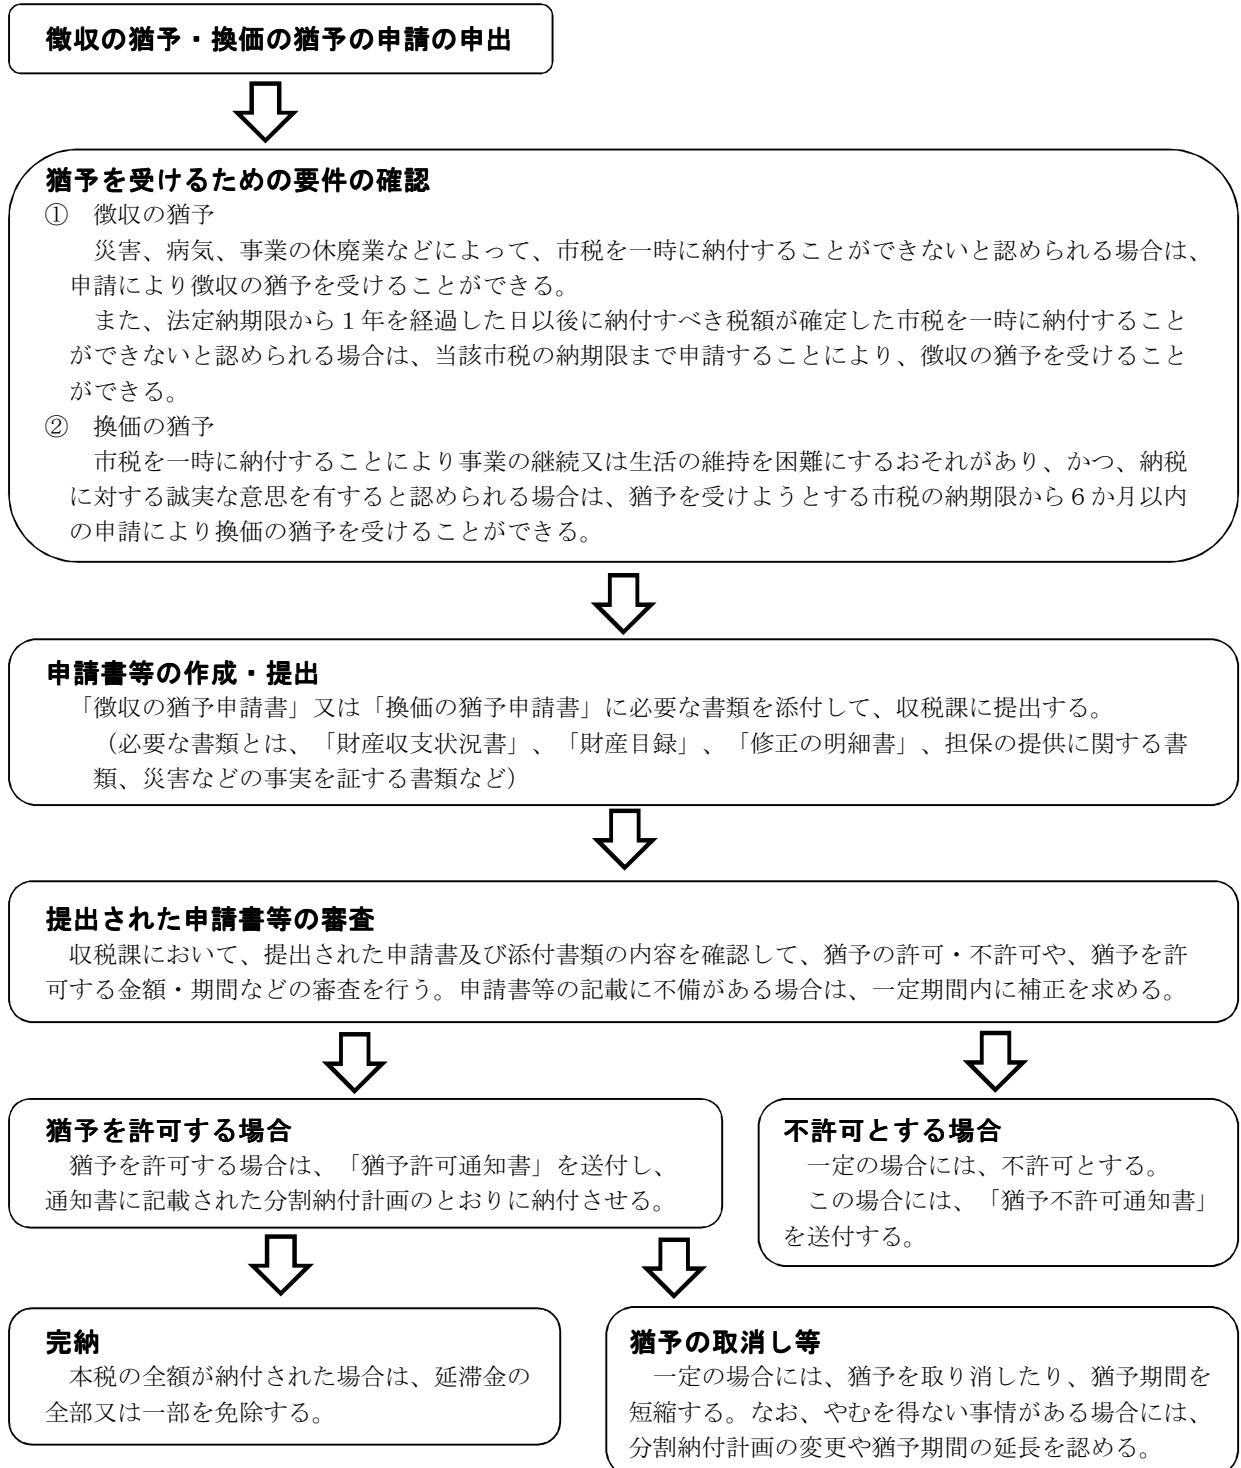 徴収の猶予・換価の猶予の申請の申出
猶予を受けるための要件の確認
① 徴収の猶予
災害、病気、事業の休廃業などによって、市税を一時に納付することができないと認められる場合は、
申請により徴収の猶予を受けることができる。
また、法定納期限から１年を経過した日以後に納付すべき税額が確定した市税を一時に納付すること
ができないと認められる場合は、当該市税の納期限まで申請することにより、徴収の猶予を受けること
ができる。
② 換価の猶予
市税を一時に納付することにより事業の継続又は生活の維持を困難にするおそれがあり、かつ、納税
に対する誠実な意思を有すると認められる場合は、猶予を受けようとする市税の納期限から６か月以内
の申請により換価の猶予を受けることができる。
申請書等の作成・提出
「徴収の猶予申請書」又は「換価の猶予申請書」に必要な書類を添付して、収税課に提出する。
（必要な書類とは、「財産収支状況書」、「財産目録」、「修正の明細書」、担保の提供に関する書
類、災害などの事実を証する書類など）
提出された申請書等の審査
収税課において、提出された申請書及び添付書類の内容を確認して、猶予の許可・不許可や、猶予を許
可する金額・期間などの審査を行う。申請書等の記載に不備がある場合は、一定期間内に補正を求める。
猶予を許可する場合
猶予を許可する場合は、「猶予許可通知書」を送付し、
通知書に記載された分割納付計画のとおりに納付させる。
不許可とする場合
一定の場合には、不許可とする。
この場合には、「猶予不許可通知書」
を送付する。
完納
本税の全額が納付された場合は、延滞金の
全部又は一部を免除する。
猶予の取消し等
一定の場合には、猶予を取り消したり、猶予期間を
短縮する。なお、やむを得ない事情がある場合には、
分割納付計画の変更や猶予期間の延長を認める。